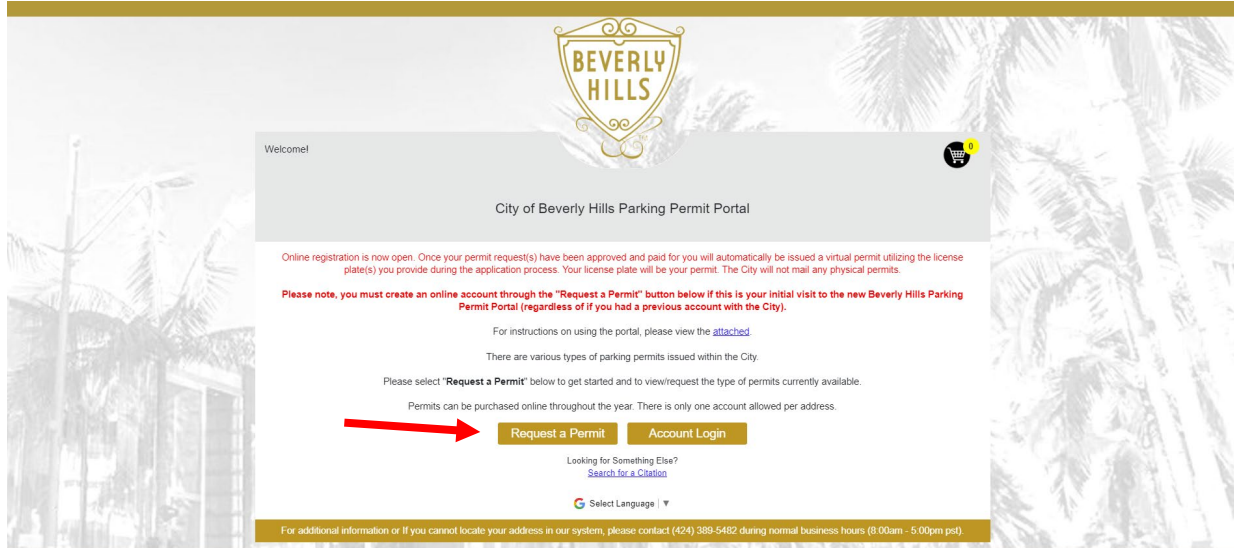 BEVERLY
HILLS
Welcome!
0
City of Beverly Hills Parking Permit Portal
Online registration is now open. Once your permit request(s) have been approved and paid for you will automatically be issued a virtual permit utilizing the license
plate(s) you provide during the application process. Your license plate will be your permit. The City will not mail any physical permits.
Please note, you must create an online account through the "Request a Permit" button below if this is your initial visit to the new Beverly Hills Parking
Permit Portal (regardless of if you had a previous account with the City).
For instructions on using the portal, please view the attached.
There are various types of parking permits issued within the City.
Please select "Request a Permit" below to get started and to view/request the type of permits currently available.
Permits can be purchased online throughout the year. There is only one account allowed per address.
Request a Permit Account Login
Looking for Something Else?
Search for a Citation
G Select Language | ▼
For additional information or If you cannot locate your address in our system, please contact (424) 389-5482 during normal business hours (8:00am - 5:00pm pst).